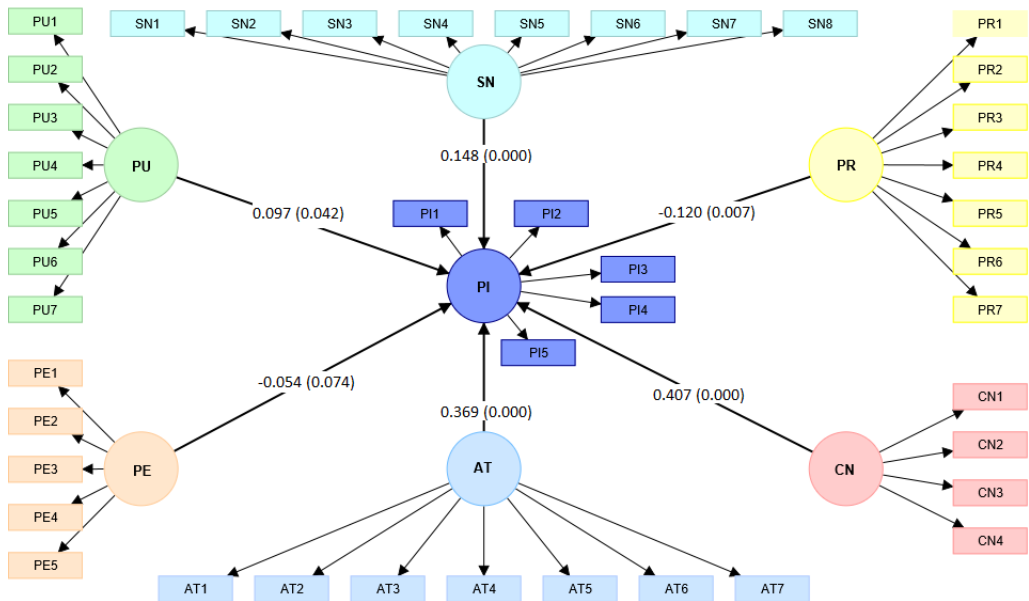 PU1
SN1
SN2
SN3
SN4
SN5
SN6
SN7
SN8
PR1
PU2
PR2
SN
PU3
PR3
PU4
PU
0.148 (0.000)
PR
PR4
PU5
0.097 (0.042)
PI1
PI2
-0.120 (0.007)
PR5
PU6
PI3
PR6
PI
PU7
PI4
PR7
PI5
PE1
-0.054 (0.074)
0.369 (0.000)
0.407 (0.000)
CN1
PE2
CN2
PE3
PE
AT
CN
CN3
PE4
CN4
PE5
AT1
AT2
AT3
AT4
AT5
AT6
AT7